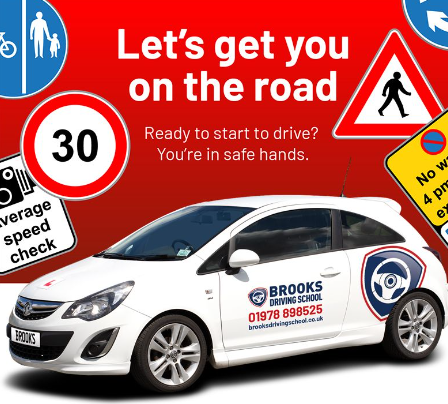 Let's get you
on the road
Ready to start to drive?
You're in safe hands.
30
Average
speed
check
No w
4 pm
ex
BROOKS
DRIVING SCHOOL
01978 898525
brooksdrivingschool.co.uk
BROOKS